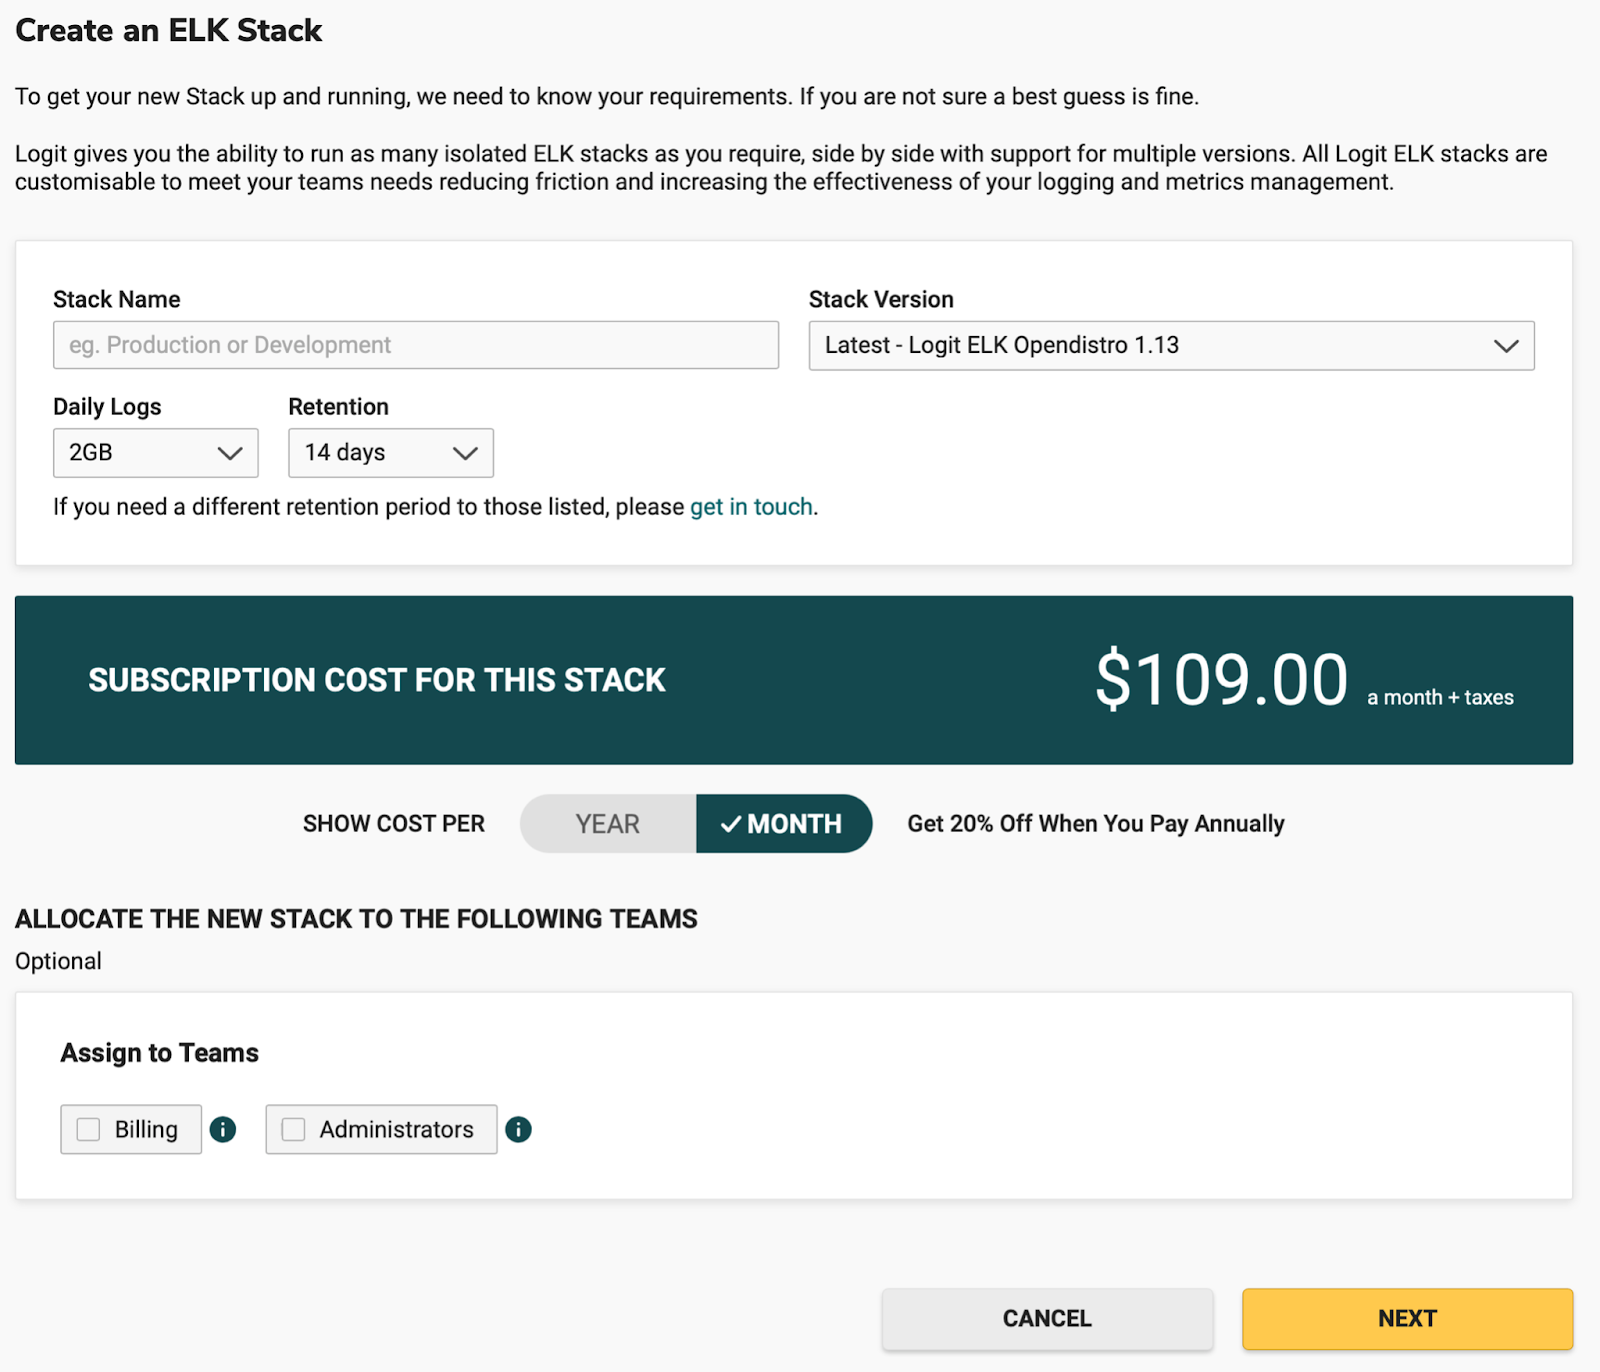 Create an ELK Stack
To get your new Stack up and running, we need to know your requirements. If you are not sure a best guess is fine.
Logit gives you the ability to run as many isolated ELK stacks as you require, side by side with support for multiple versions. All Logit ELK stacks are
customisable to meet your teams needs reducing friction and increasing the effectiveness of your logging and metrics management.
Stack Name
Stack Version
eg. Production or Development
Latest - Logit ELK Opendistro 1.13
Daily Logs
Retention
2GB
14 days
If you need a different retention period to those listed, please get in touch.
SUBSCRIPTION COST FOR THIS STACK
$109.00 a month + taxes
SHOW COST PER
YEAR
MONTH
Get 20% Off When You Pay Annually
ALLOCATE THE NEW STACK TO THE FOLLOWING TEAMS
Optional
Assign to Teams
Billing
Administrators
CANCEL
NEXT